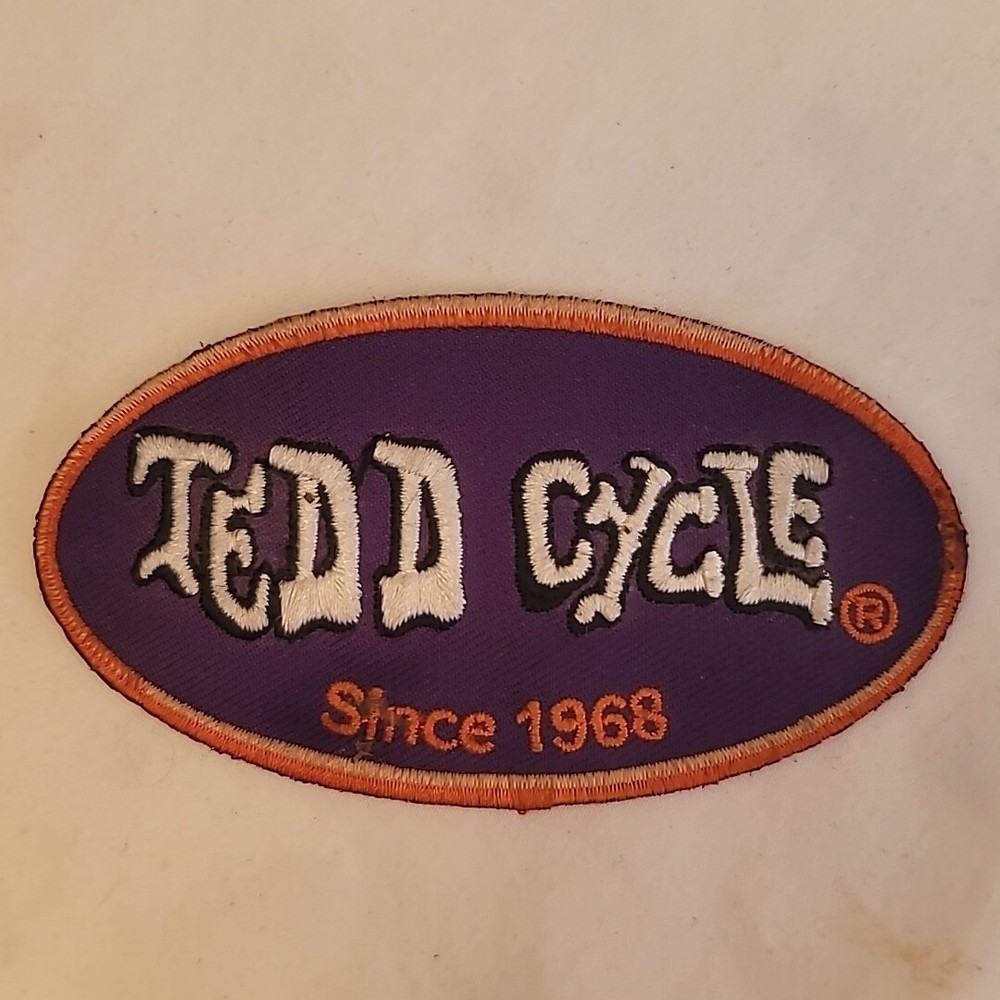 TEDD CYCLE ®
Since 1968